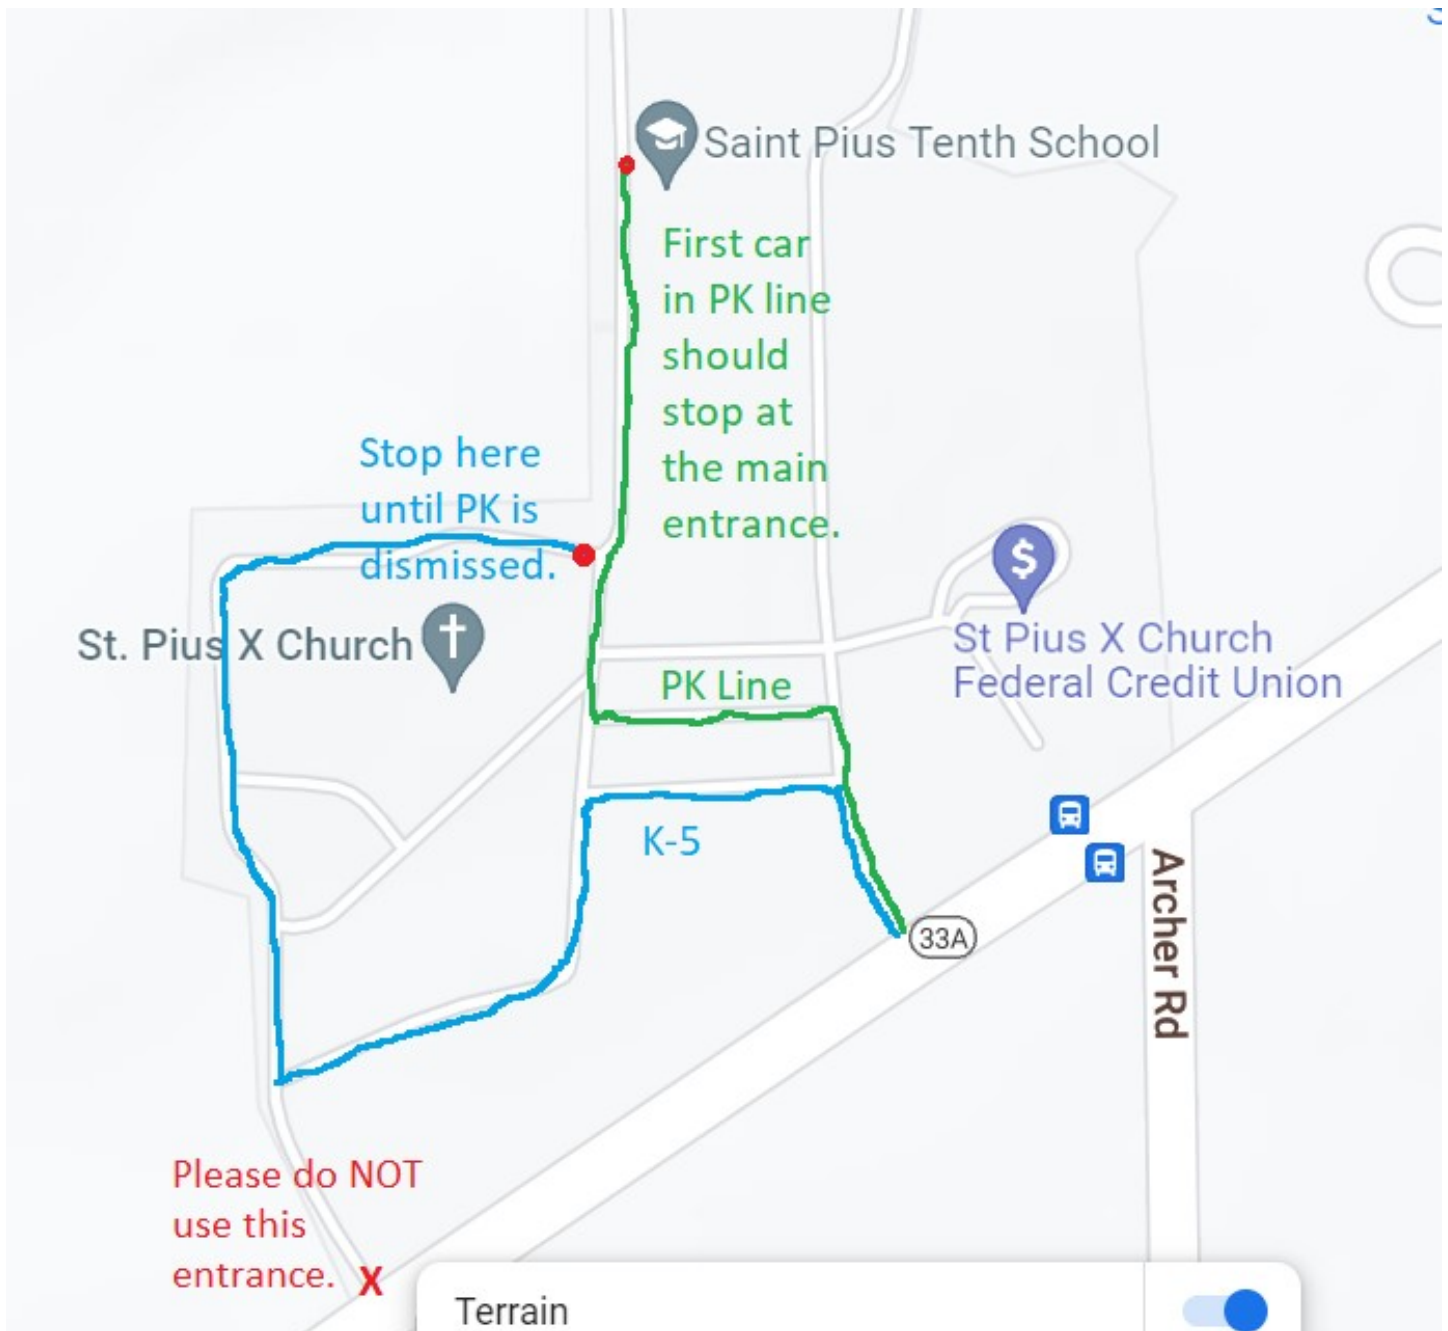 Saint Pius Tenth School
First car
in PK line
should
stop at
the main
entrance.
Stop here
until PK is
dismissed.
St. Pius X Church
$
St Pius X Church
Federal Credit Union
PK Line
K-5
33A
Archer Rd
Please do NOT
use this
entrance. X
Terrain